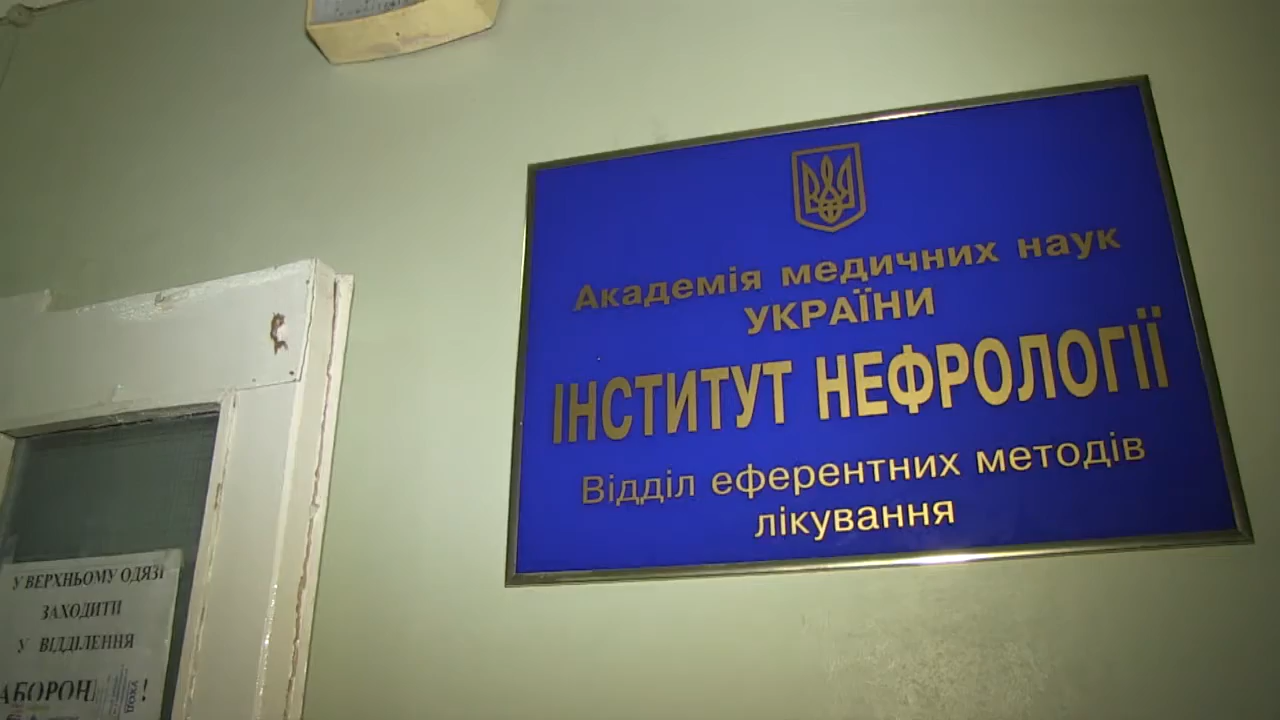 Академія медичних наук
УКРАЇНИ
ІНСТИТУТ НЕФРОЛОГІЇ
Відділ еферентних методів
лікування
У ВЕРХНЬОМУ ОДЯЗІ
ЗАХОДИТИ
У ВІДДІЛЕННЯ